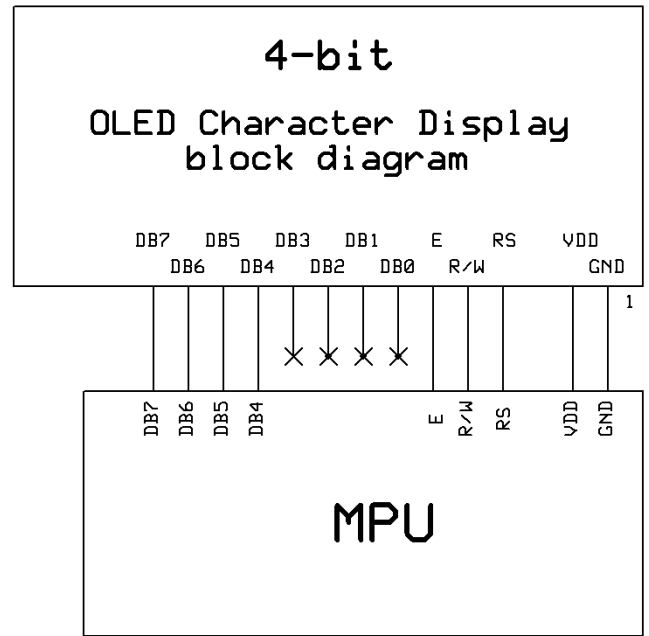 4-bit
OLED Character Display
block diagram
DB7 DB5 DB3 DB1 E RS VDD
DB6 DB4 DB2 DB0 R/W GND
1
DB7 DB6 DB5 DB4 E R/W RS VDD GND
MPU